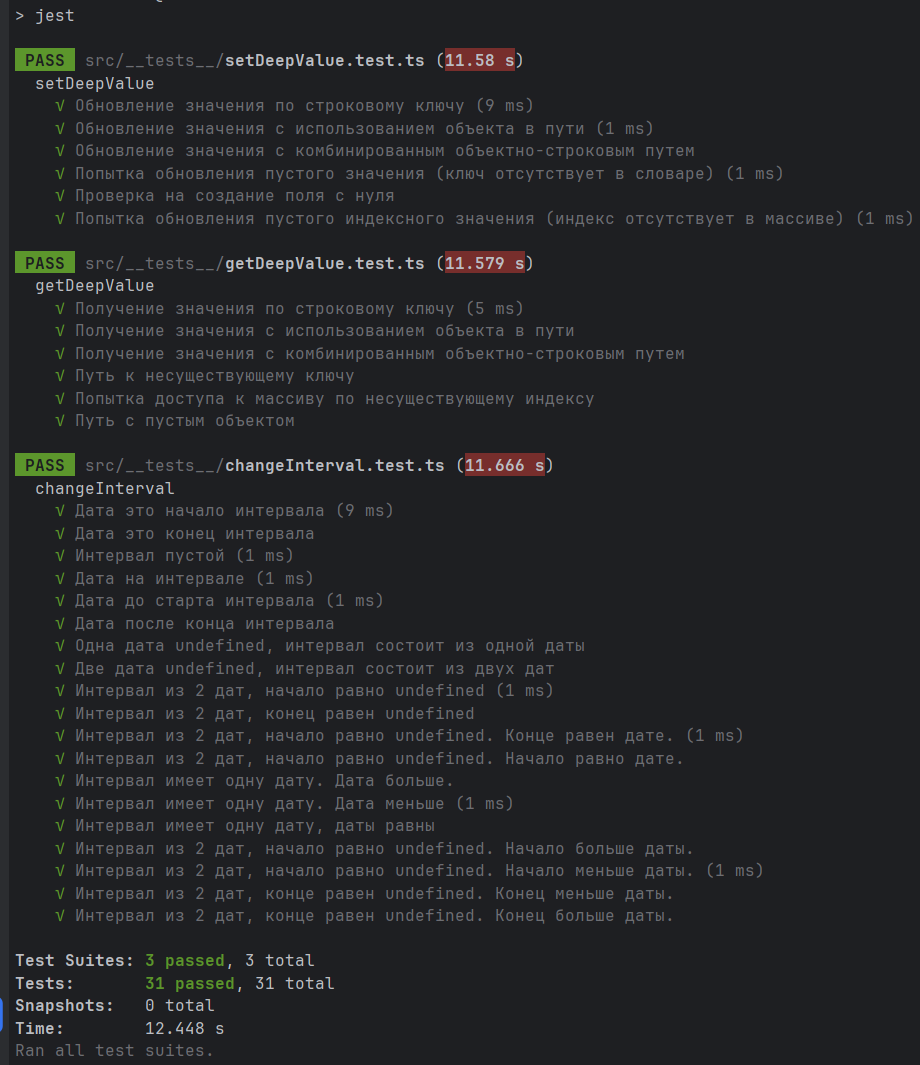 > jest
PASS src/__tests__/setDeepValue.test.ts (11.58 s)
setDeepValue
√ Обновление значения по строковому ключу (9 ms)
√ Обновление значения с использованием объекта в пути (1 ms)
√ Обновление значения с комбинированным объектно-строковым путем
√ Попытка обновления пустого значения (ключ отсутствует в словаре) (1 ms)
√ Проверка на создание поля с нуля
√ Попытка обновления пустого индексного значения (индекс отсутствует в массиве) (1 ms)
PASS src/__tests__/getDeepValue.test.ts (11.579 s)
getDeepValue
√ Получение значения по строковому ключу (5 ms)
√ Получение значения с использованием объекта в пути
√ Получение значения с комбинированным объектно-строковым путем
√ Путь к несуществующему ключу
√ Попытка доступа к массиву по несуществующему индексу
√ Путь с пустым объектом
PASS src/__tests__/changeInterval.test.ts (11.666 s)
changeInterval
√ Дата это начало интервала (9 ms)
√ Дата это конец интервала
√ Интервал пустой (1 ms)
√ Дата на интервале (1 ms)
√ Дата до старта интервала (1 ms)
√ Дата после конца интервала
√ Одна дата undefined, интервал состоит из одной даты
√ Две дата undefined, интервал состоит из двух дат
√ Интервал из 2 дат, начало равно undefined (1 ms)
√ Интервал из 2 дат, конец равен undefined
√ Интервал из 2 дат, начало равно undefined. Конце равен дате. (1 ms)
√ Интервал из 2 дат, начало равно undefined. Начало равно дате.
√ Интервал имеет одну дату. Дата больше.
√ Интервал имеет одну дату. Дата меньше (1 ms)
√ Интервал имеет одну дату, даты равны
√ Интервал из 2 дат, начало равно undefined. Начало больше даты.
√ Интервал из 2 дат, начало равно undefined. Начало меньше даты. (1 ms)
√ Интервал из 2 дат, конце равен undefined. Конец меньше даты.
√ Интервал из 2 дат, конце равен undefined. Конец больше даты.
Test Suites: 3 passed, 3 total
Tests: 31 passed, 31 total
Snapshots: 0 total
Time: 12.448 s
Ran all test suites.